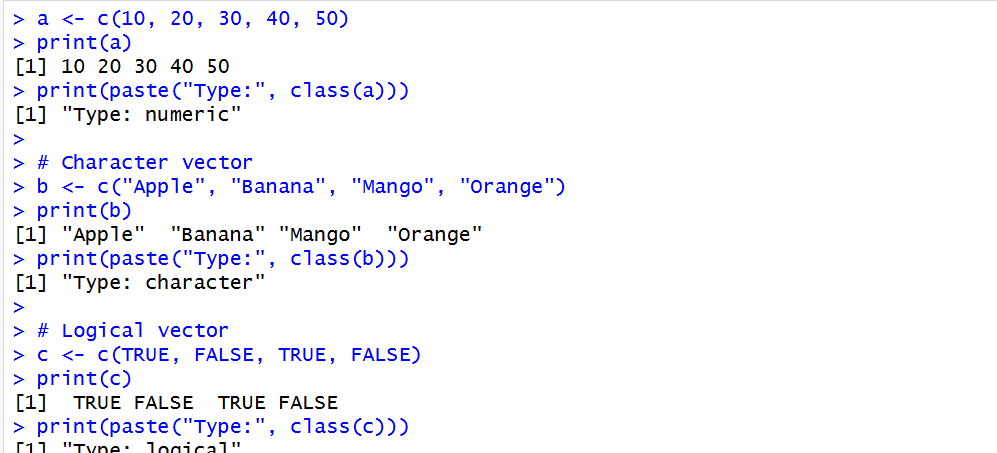 > a <- c(10, 20, 30, 40, 50)
> print(a)
[1] 10 20 30 40 50
> print(paste("Type:", class(a)))
[1] "Type: numeric"
>
> # Character vector
> b <- c("Apple", "Banana", "Mango", "Orange")
> print(b)
[1] "Apple"  "Banana" "Mango"  "Orange"
> print(paste("Type:", class(b)))
[1] "Type: character"
>
> # Logical vector
> c <- c(TRUE, FALSE, TRUE, FALSE)
> print(c)
[1]  TRUE FALSE  TRUE FALSE
> print(paste("Type:", class(c)))
[1] "Type: logical"